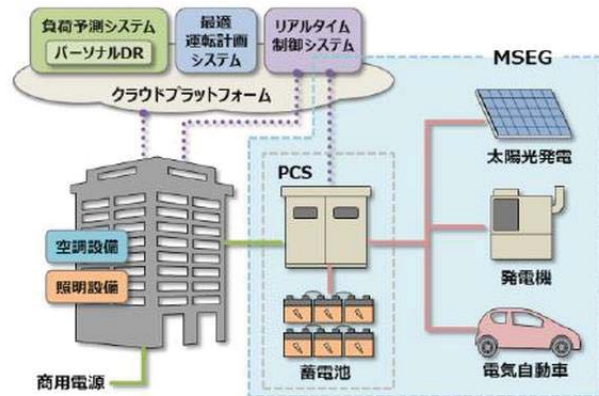 負荷予測システム
パーソナルDR
最適
運転計画
システム
リアルタイム
制御システム
クラウドプラットフォーム
MSEG
PCS
太陽光発電
空調設備
照明設備
発電機
蓄電池
電気自動車
商用電源